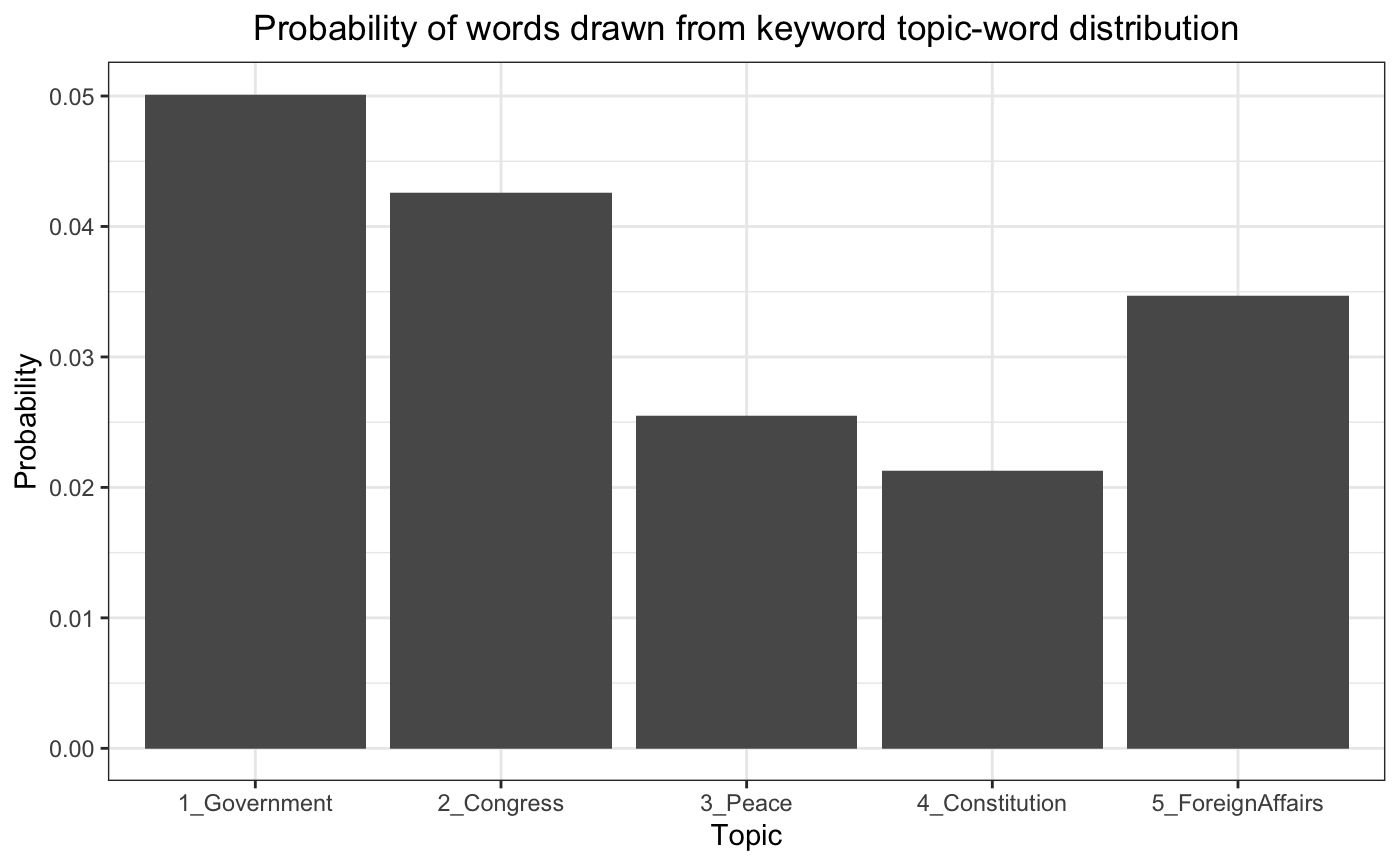 Probability of words drawn from keyword topic-word distribution
Probability
0.05
0.04
0.03
0.02
0.01
0.00
1_Government 2_Congress 3_Peace 4_Constitution 5_ForeignAffairs
Topic